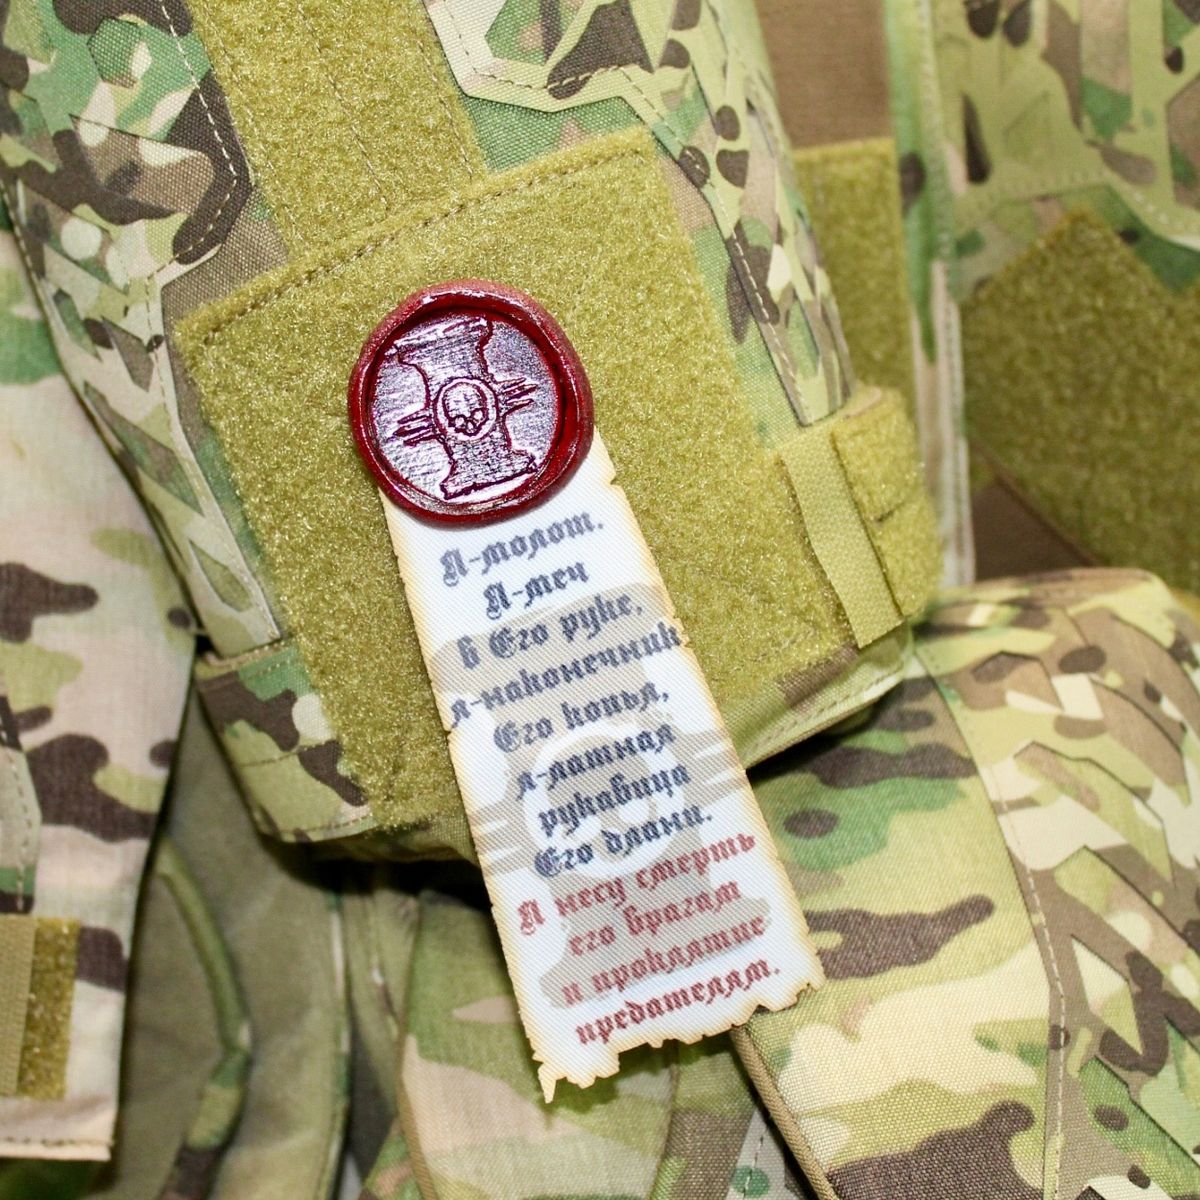 Я-молот.
Я-меч
в Его руке,
я-наконечник
Его копья,
я-латная
рукавица
Его длани.
Я несу смерть
его врагам
и проклятие
предателям.